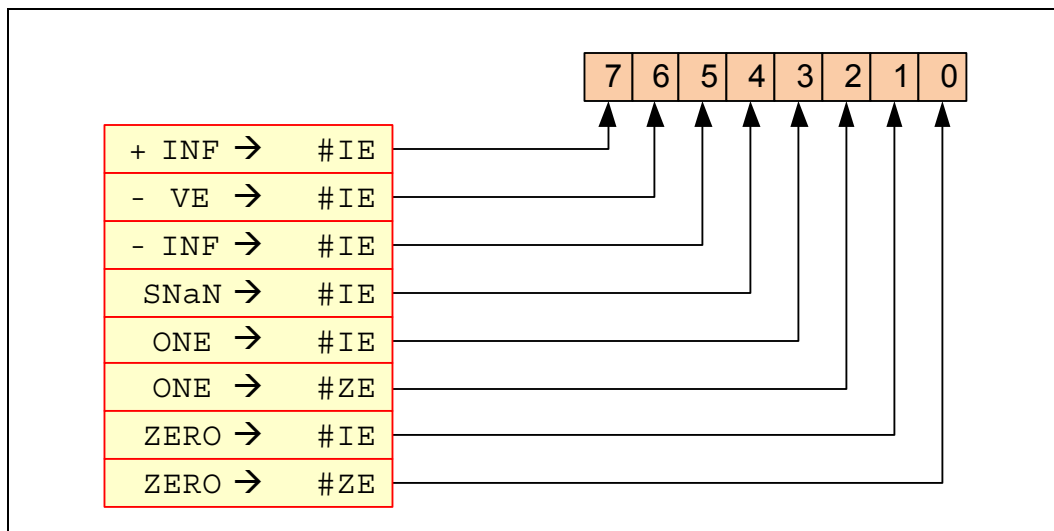 7 6 5 4 3 2 1 0
+ INF → #IE
- VE → #IE
- INF → #IE
SNaN → #IE
ONE → #IE
ONE → #ZE
ZERO → #IE
ZERO → #ZE